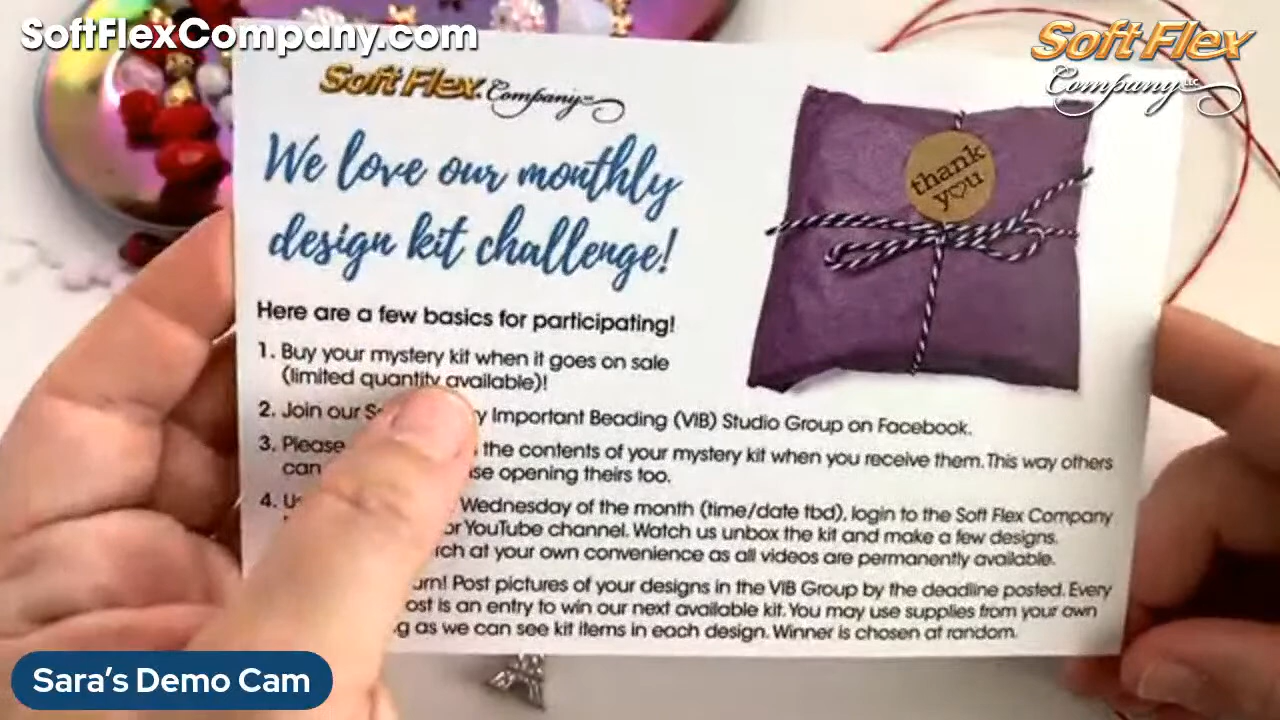 SoftFlexCompany.com
Soft Flex
Company LLC
Soft Flex Company
We love our monthly
design kit challenge!
thank
you
Here are a few basics for participating!
1. Buy your mystery kit when it goes on sale
(limited quantity available)!
2. Join our S y Important Beading (VIB) Studio Group on Facebook.
3. Please the contents of your mystery kit when you receive them. This way others
can se opening theirs too.
4. Wednesday of the month (time/date tbd), login to the Soft Flex Company
or YouTube channel. Watch us unbox the kit and make a few designs.
ch at your own convenience as all videos are permanently available.
urn! Post pictures of your designs in the VIB Group by the deadline posted. Every
ost is an entry to win our next available kit. You may use supplies from your own
g as we can see kit items in each design. Winner is chosen at random.
Sara's Demo Cam